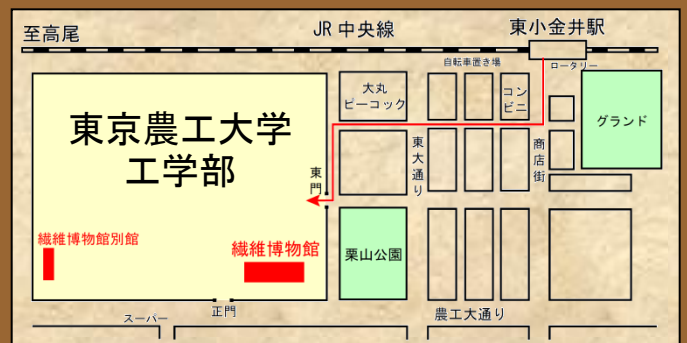 至高尾
JR 中央線
東小金井駅
自転車置き場
ロータリー
大丸
ピーコック
コン
ビニ
グランド
東京農工大学
工学部
東大通り
商店街
東門
繊維博物館別館
繊維博物館
栗山公園
正門
スーパー
農工大通り